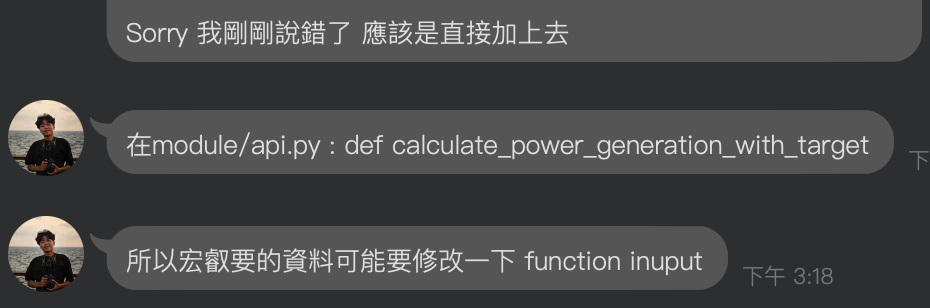 Sorry 我剛剛說錯了 應該是直接加上去
在module/api.py : def calculate_power_generation_with_target
下
所以宏叡要的資料可能要修改一下 function inuput
下午 3:18